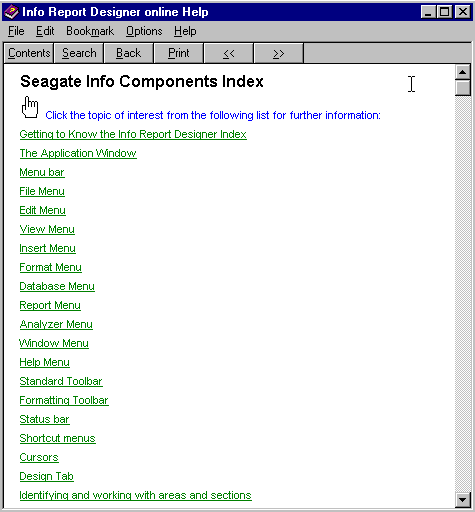 Info Report Designer online Help
File Edit Bookmark Options Help
Contents Search Back Print << >>
Seagate Info Components Index
Click the topic of interest from the following list for further information:
Getting to Know the Info Report Designer Index
The Application Window
Menu bar
File Menu
Edit Menu
View Menu
Insert Menu
Format Menu
Database Menu
Report Menu
Analyzer Menu
Window Menu
Help Menu
Standard Toolbar
Formatting Toolbar
Status bar
Shortcut menus
Cursors
Design Tab
Identifying and working with areas and sections